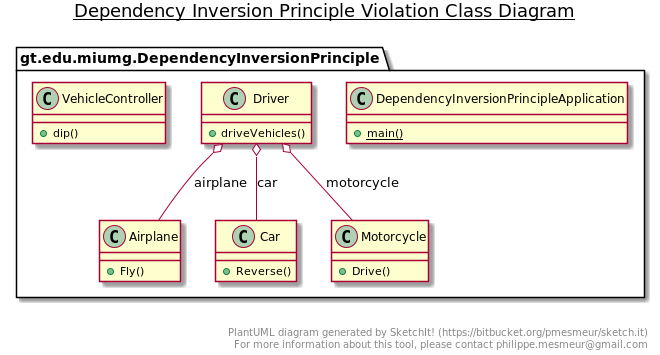 Dependency Inversion Principle Violation Class Diagram
gt.edu.miumg.DependencyInversionPrinciple
C VehicleController
dip()
C Driver
driveVehicles()
C DependencyInversionPrincipleApplication
main()
airplane
car
motorcycle
C Airplane
Fly()
C Car
Reverse()
C Motorcycle
Drive()
PlantUML diagram generated by SketchIt! (https://bitbucket.org/pmesmeur/sketch.it)
For more information about this tool, please contact philippe.mesmeur@gmail.com